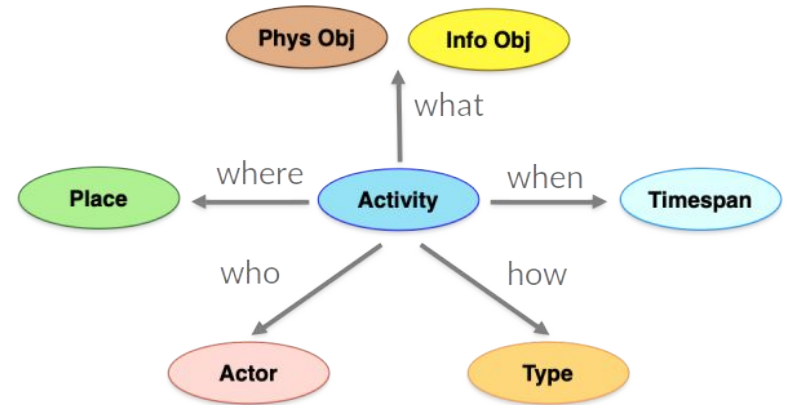 Phys Obj
Info Obj
what
where
when
Place
Activity
Timespan
who
how
Actor
Type